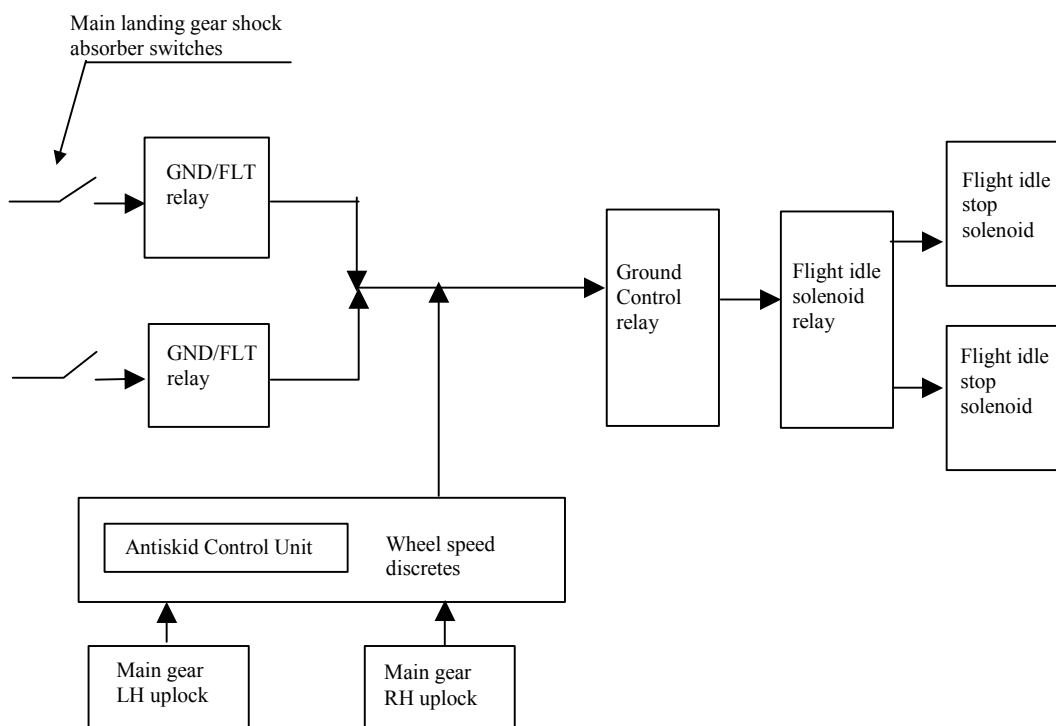 Main landing gear shock
absorber switches
GND/FLT
relay
Flight idle
stop
solenoid
Ground
Control
relay
Flight idle
solenoid
relay
GND/FLT
relay
Flight idle
stop
solenoid
Antiskid Control Unit
Wheel speed
discretes
Main gear
LH uplock
Main gear
RH uplock